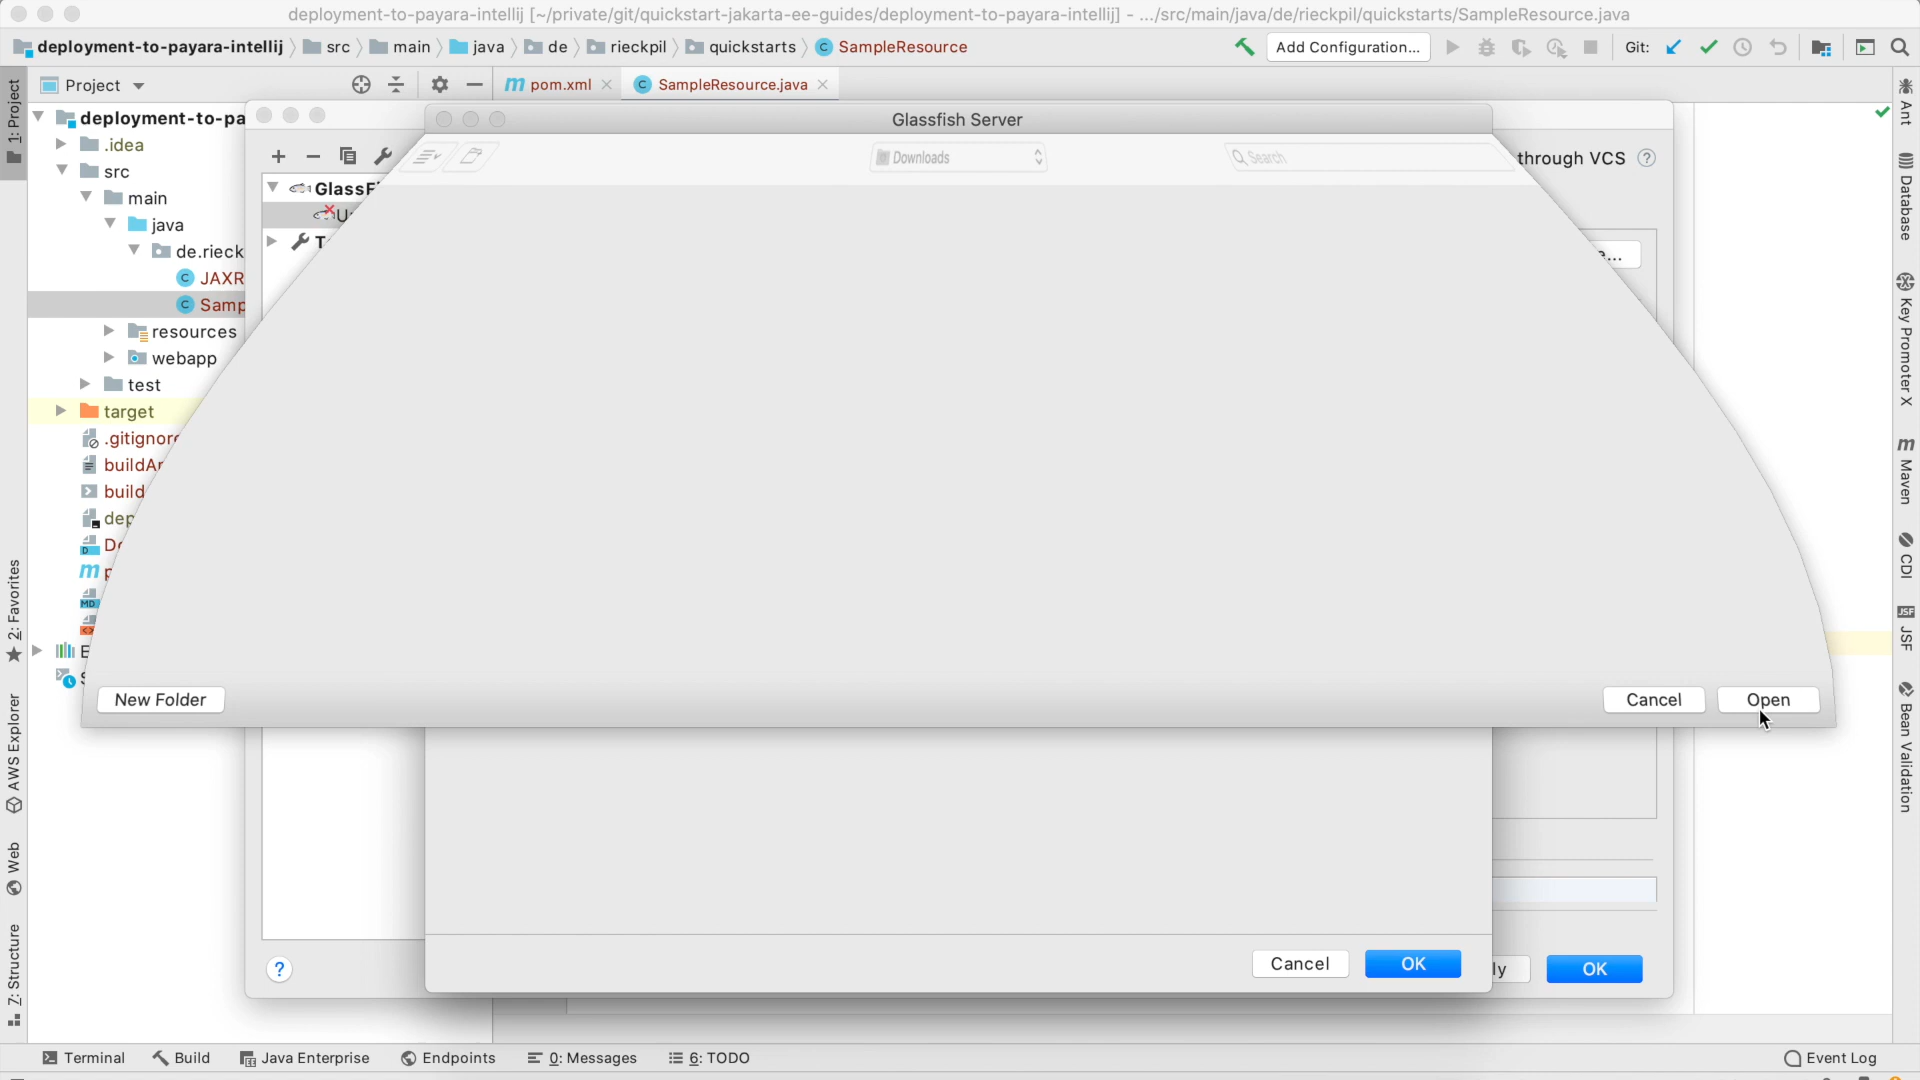 deployment-to-payara-intellij [~/private/git/quickstart-jakarta-ee-guides/deployment-to-payara-intellij] - .../src/main/java/de/rieckpil/quickstarts/SampleResource.java
deployment-to-payara-intellij src main java de rieckpil quickstarts SampleResource Add Configuration... Git:
Project pom.xml SampleResource.java
1: Project
2: Favorites
AWS Explorer
Web
7: Structure
deployment-to-pa
.idea
src
main
java
de.rieck
JAXR
Samp
resources
webapp
test
target
.gitignore
buildAr
build
dep
Do
p
E
S
GlassFi
Un
T
through VCS
e...
Glassfish Server
Downloads
Search
New Folder
Cancel
Open
Cancel
OK
ly
OK
Ant
Database
Key Promoter X
Maven
CDI
JSF
Bean Validation
Terminal Build Java Enterprise Endpoints 0: Messages 6: TODO Event Log